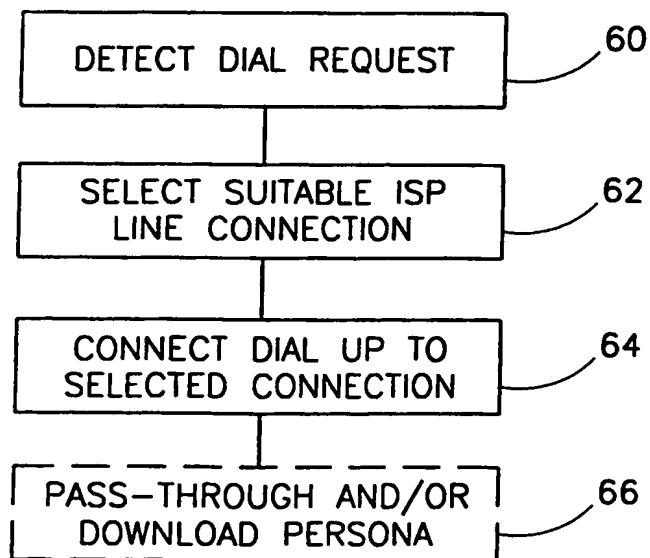 DETECT DIAL REQUEST
60
SELECT SUITABLE ISP
LINE CONNECTION
62
CONNECT DIAL UP TO
SELECTED CONNECTION
64
PASS-THROUGH AND/OR
DOWNLOAD PERSONA
66